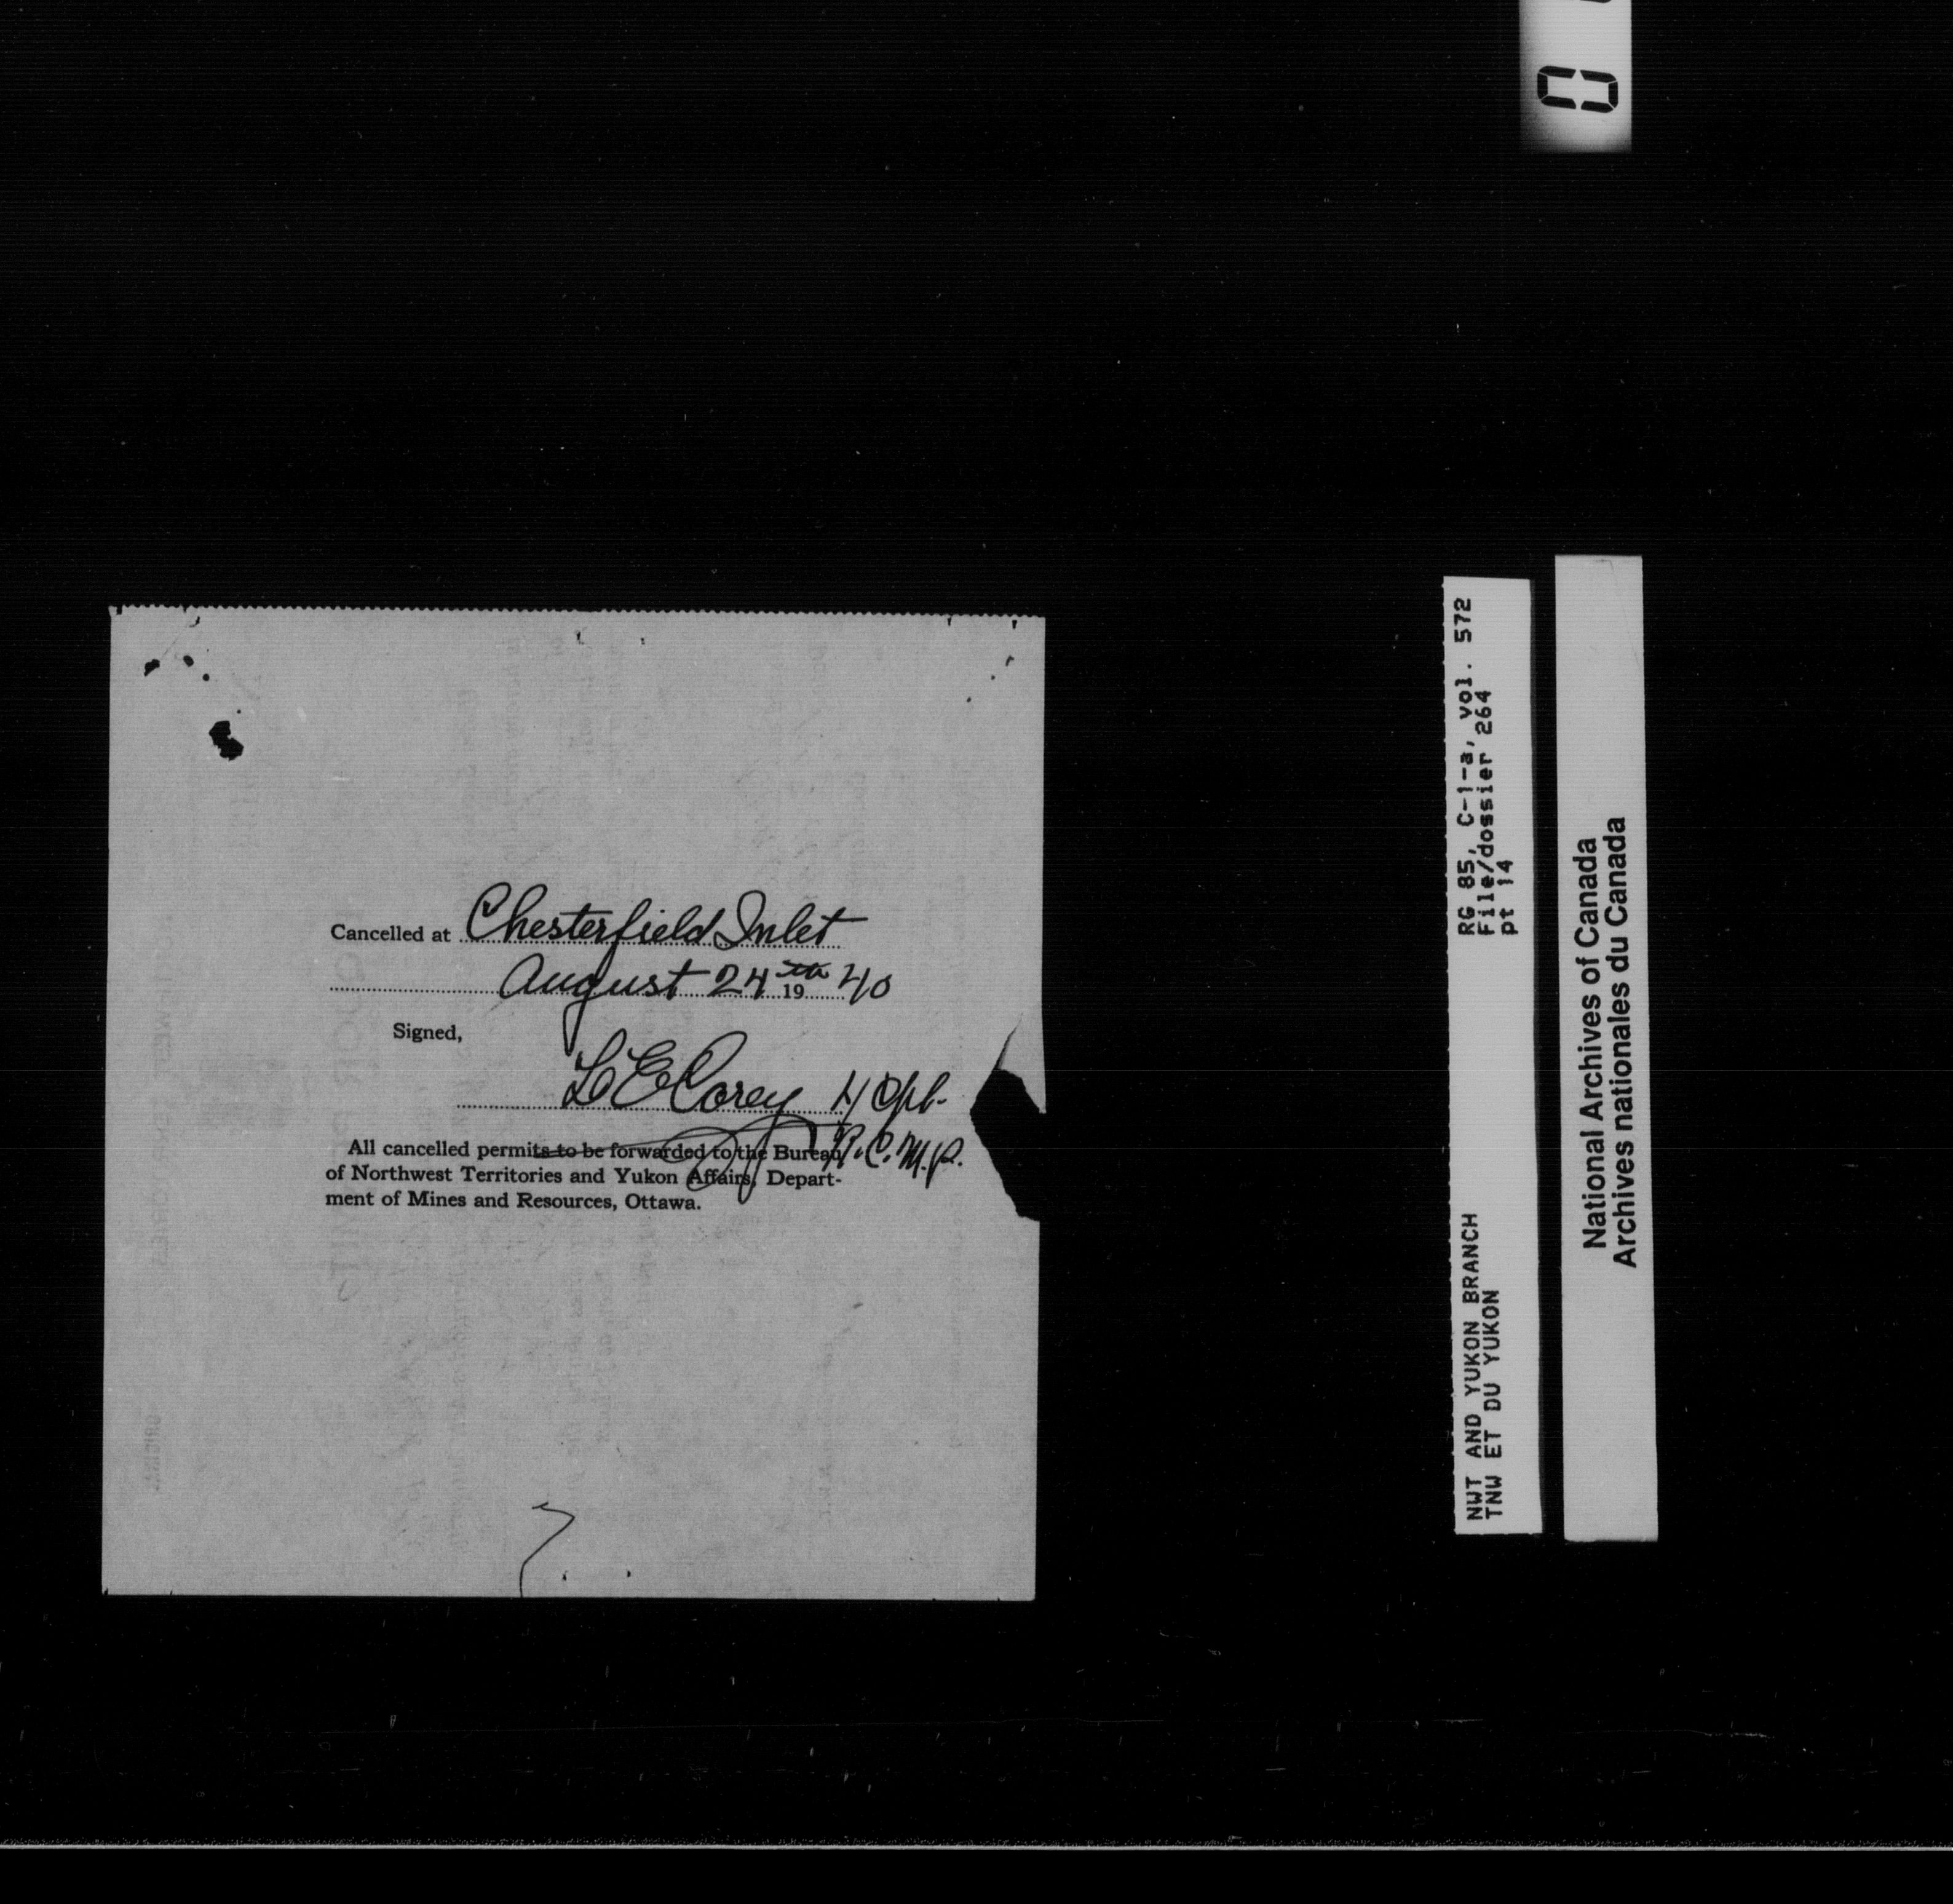 Cancelled at Chesterfield Inlet
August 24th 1940
Signed,
L E Corey L/Cpl.
R.C.M.P.
All cancelled permits to be forwarded to the Bureau
of Northwest Territories and Yukon Affairs, Depart-
ment of Mines and Resources, Ottawa.
RG 85, C-1-a, vol. 572
File/dossier 264
pt 14
NWT AND YUKON BRANCH
TNW ET DU YUKON
National Archives of Canada
Archives nationales du Canada
0